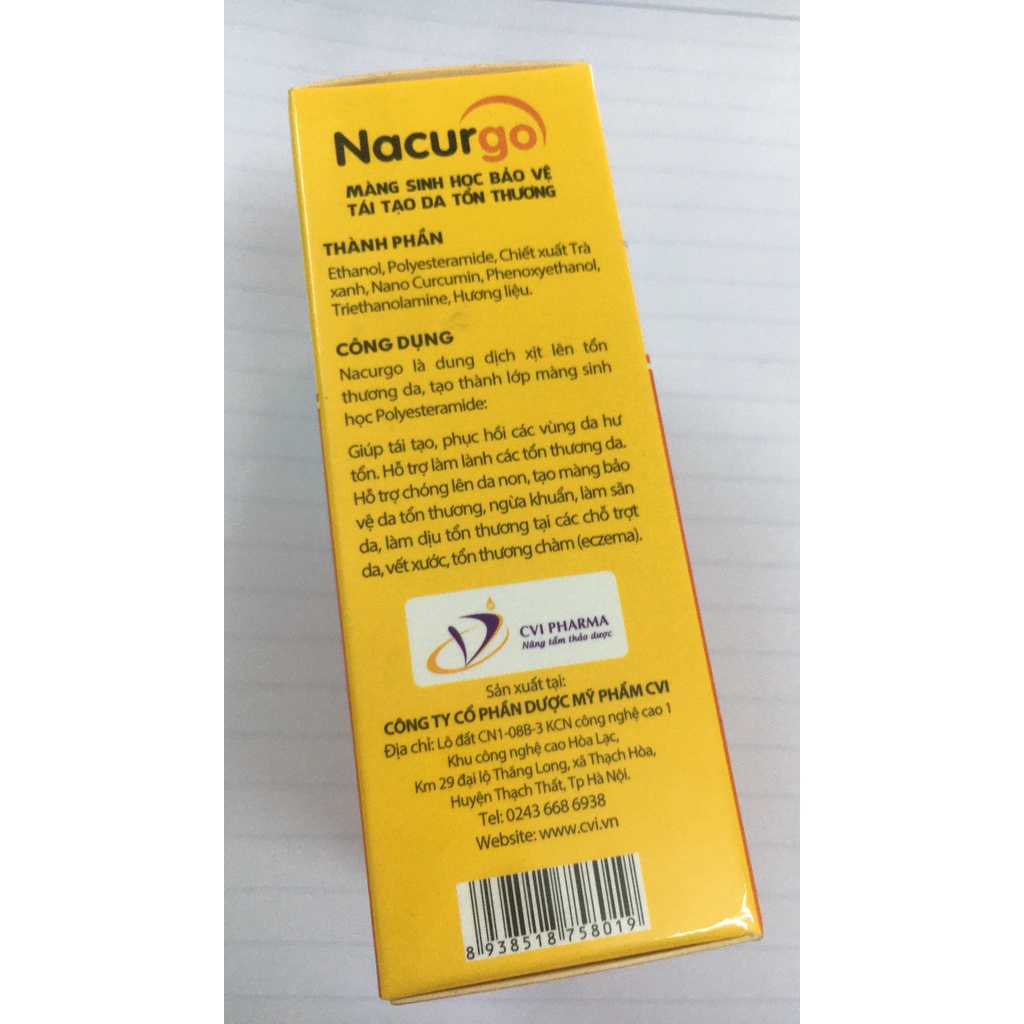 Nacurgo
MÀNG SINH HỌC BẢO VỆ
TÁI TẠO DA TỔN THƯƠNG
THÀNH PHẦN
Ethanol, Polyesteramide, Chiết xuất Trà
xanh, Nano Curcumin, Phenoxyethanol,
Triethanolamine, Hương liệu.
CÔNG DỤNG
Nacurgo là dung dịch xịt lên tổn
thương da, tạo thành lớp màng sinh
học Polyesteramide:
Giúp tái tạo, phục hồi các vùng da hư
tổn. Hỗ trợ làm lành các tổn thương da.
Hỗ trợ chóng lên da non, tạo màng bảo
vệ da tổn thương, ngừa khuẩn, làm săn
da, làm dịu tổn thương tại các chỗ trợt
da, vết xước, tổn thương chàm (eczema).
CVI PHARMA
Nâng tầm thảo dược
Sản xuất tại:
CÔNG TY CỔ PHẦN DƯỢC MỸ PHẨM CVI
Địa chỉ: Lô đất CN1-08B-3 KCN công nghệ cao 1
Khu công nghệ cao Hòa Lạc,
Km 29 đại lộ Thăng Long, xã Thạch Hòa,
Huyện Thạch Thất, Tp Hà Nội.
Tel: 0243 668 6938
Website: www.cvi.vn
8 938518 758019